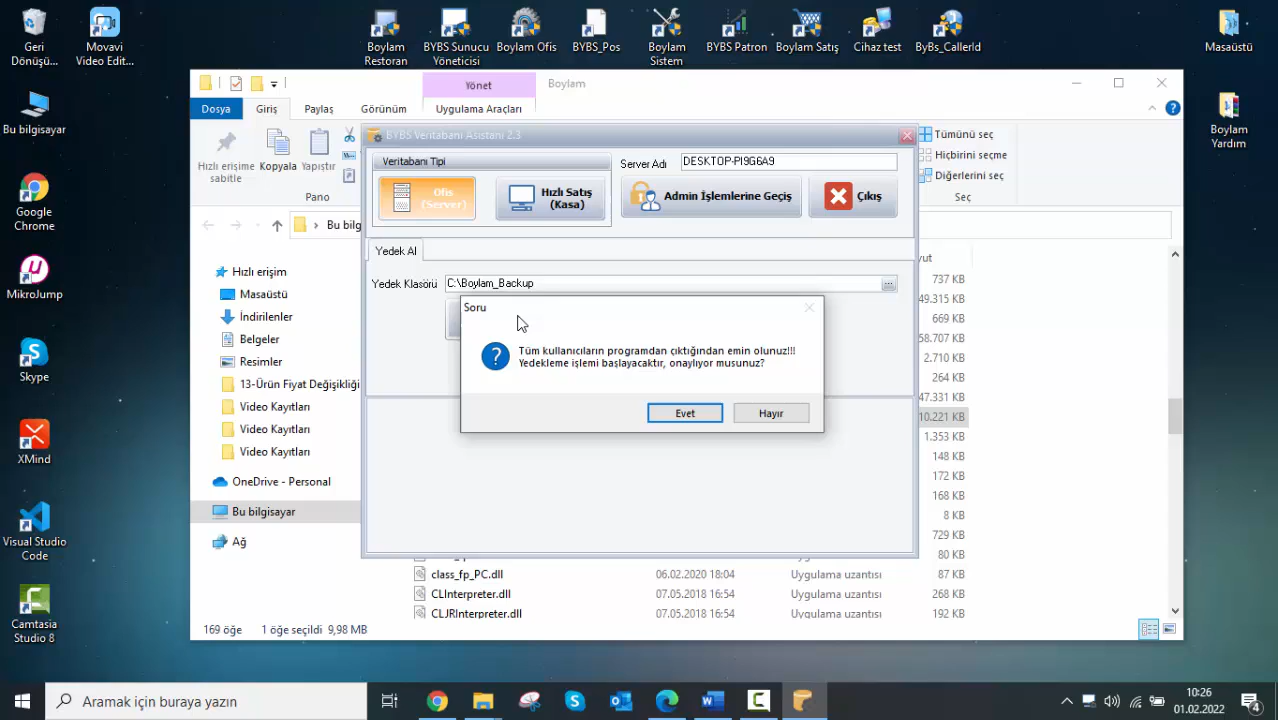 Geri
Dönüşü...
Movavi
Video Edit...
Boylam
Restoran
BYBS Sunucu
Yöneticisi
Boylam Ofis
BYBS_Pos
Boylam
Sistem
BYBS Patron
Boylam Satış
Cihaz test
ByBs_CallerId
Masaüstü
Bu bilgisayar
Google
Chrome
MikroJump
Skype
XMind
Visual Studio
Code
Camtasia
Studio 8
Boylam
Yardım
Yönet
Boylam
Dosya
Giriş
Paylaş
Görünüm
Uygulama Araçları
Hızlı erişime
sabitle
Kopyala
Yapıştır
Pano
Tümünü seç
Hiçbirini seçme
Diğerlerini seç
Seç
Bu bilg
BYBS Veritabanı Asistanı 2.3
Veritabanı Tipi
Server Adı
DESKTOP-PI9G6A9
Ofis
(Server)
Hızlı Satış
(Kasa)
Admin İşlemlerine Geçiş
Çıkış
Yedek Al
Yedek Klasörü
C:\Boylam_Backup
...
Soru
Tüm kullanıcıların programdan çıktığından emin olunuz!!!
Yedekleme işlemi başlayacaktır, onaylıyor musunuz?
Evet
Hayır
Hızlı erişim
Masaüstü
İndirilenler
Belgeler
Resimler
13-Ürün Fiyat Değişikliği
Video Kayıtları
Video Kayıtları
Video Kayıtları
OneDrive - Personal
Bu bilgisayar
Ağ
yut
737 KB
49.315 KB
669 KB
58.707 KB
2.710 KB
264 KB
47.331 KB
10.221 KB
1.353 KB
148 KB
172 KB
168 KB
8 KB
729 KB
80 KB
class_fp_PC.dll 06.02.2020 18:04 Uygulama uzantısı 87 KB
CLInterpreter.dll 07.05.2018 16:54 Uygulama uzantısı 268 KB
CLJRInterpreter.dll 07.05.2018 16:54 Uygulama uzantısı 192 KB
169 öğe 1 öğe seçildi 9,98 MB
Aramak için buraya yazın
10:26
01.02.2022
4